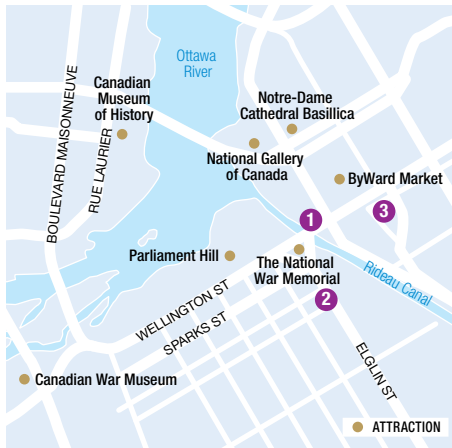 Ottawa
River
Canadian
Museum
of History
Notre-Dame
Cathedral Basillica
BOULEVARD MAISONNEUVE
RUE LAURIER
National Gallery
of Canada
ByWard Market
1
3
Parliament Hill
The National
War Memorial
Rideau Canal
2
WELLINGTON ST
SPARKS ST
ELGLIN ST
Canadian War Museum
ATTRACTION